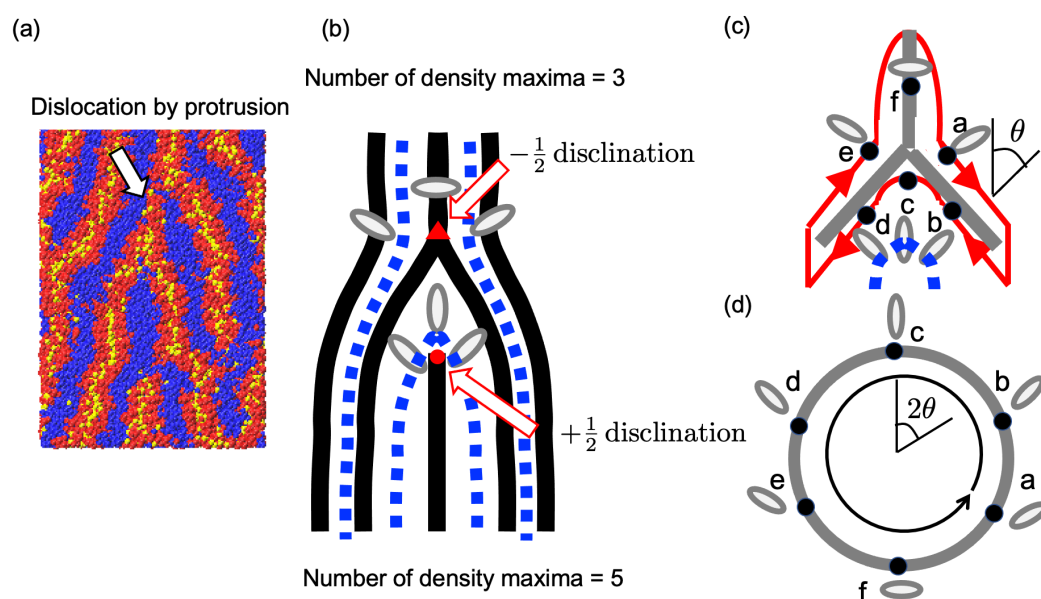 (a)
(b)
(c)
Number of density maxima = 3
Dislocation by protrusion
−1/2 disclination
+1/2 disclination
Number of density maxima = 5
f
e
a
θ
c
d
b
(d)
c
d
b
2θ
e
a
f